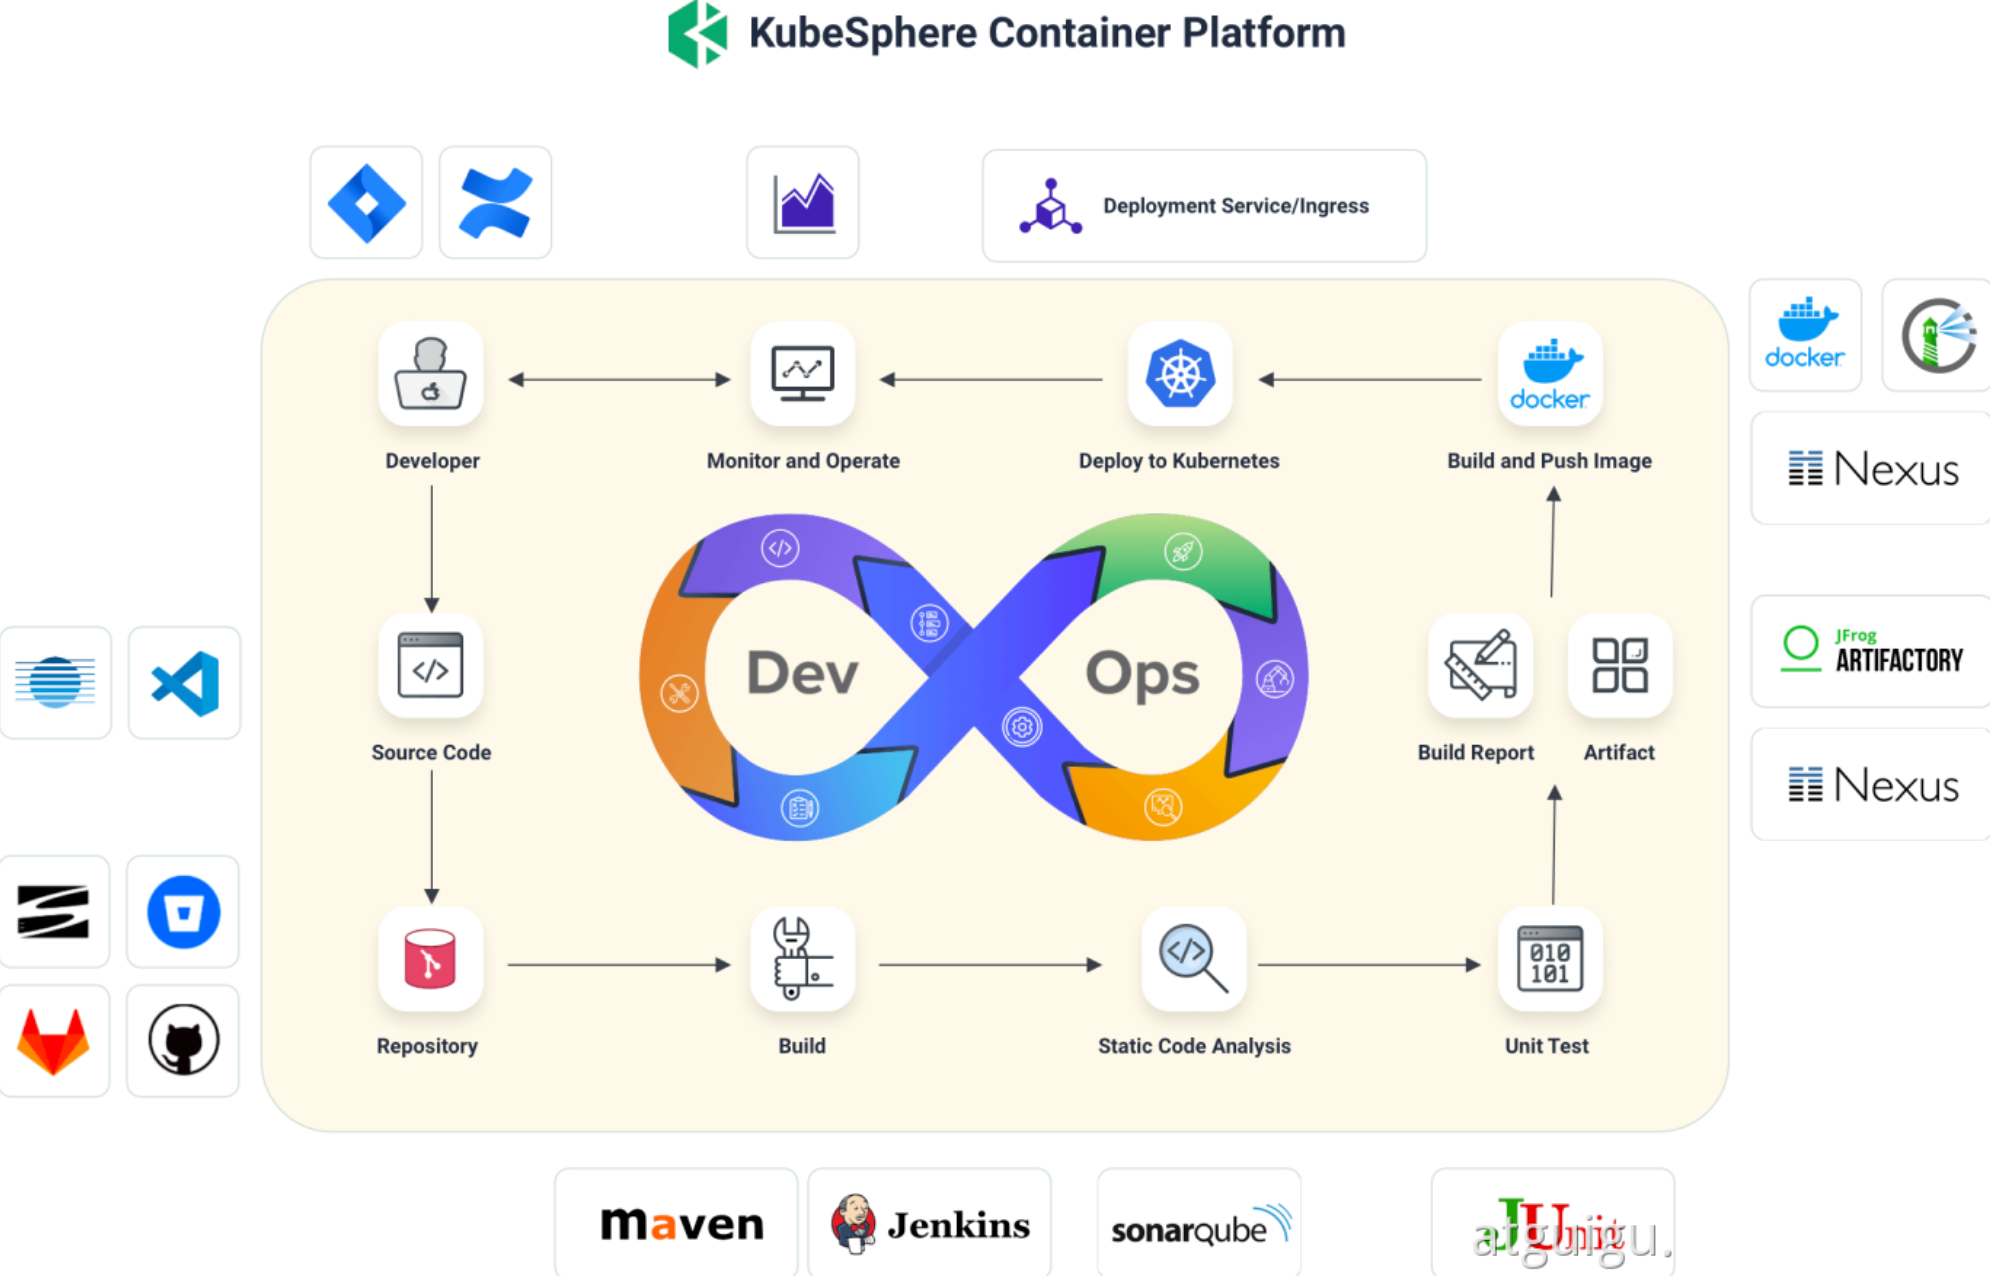 KubeSphere Container Platform
Deployment Service/Ingress
docker
docker
Developer
Monitor and Operate
Deploy to Kubernetes
Build and Push Image
Nexus
Dev
Ops
JFrog
ARTIFACTORY
Source Code
Build Report
Artifact
Nexus
010
101
Repository
Build
Static Code Analysis
Unit Test
maven
Jenkins
sonarqube
JUnit
atguigu.